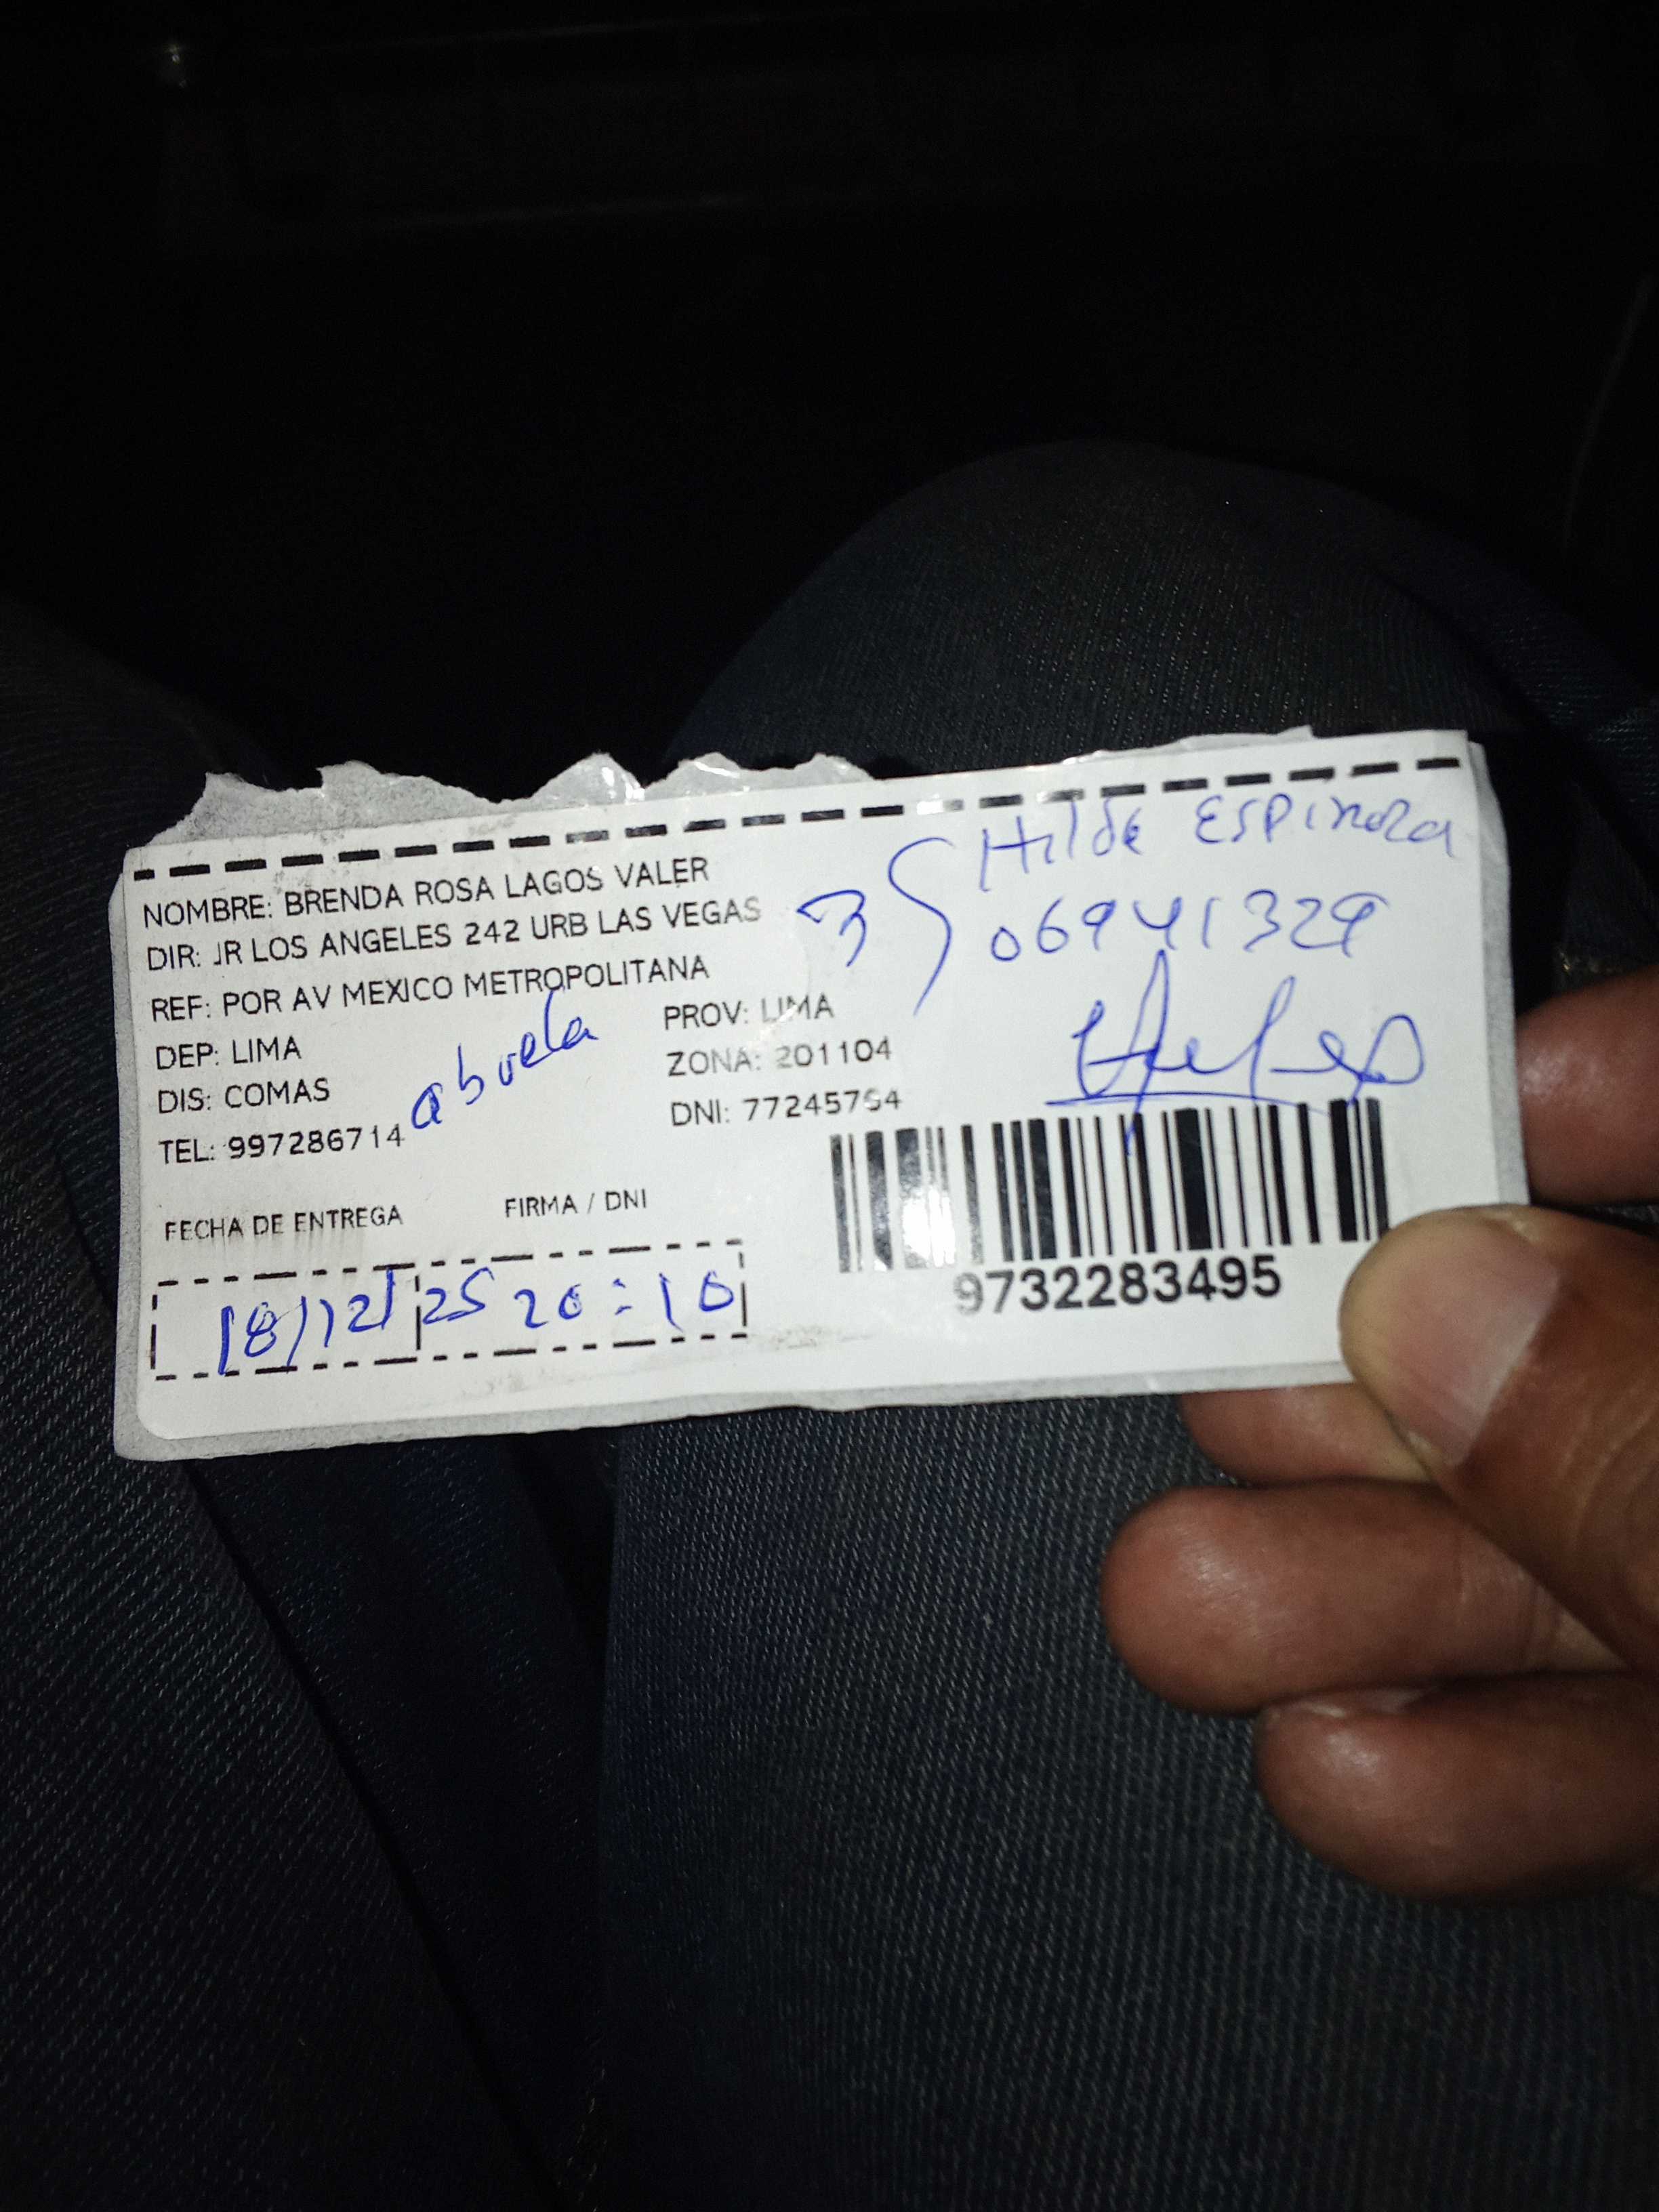 NOMBRE: BRENDA ROSA LAGOS VALER
DIR: JR LOS ANGELES 242 URB LAS VEGAS
REF: POR AV MEXICO METROPOLITANA
DEP: LIMA PROV: LIMA
DIS: COMAS ZONA: 201104
TEL: 997286714 DNI: 77245794
abuela
Hilda Espinoza
06941329
FECHA DE ENTREGA FIRMA / DNI
18/12/25 20:10
9732283495